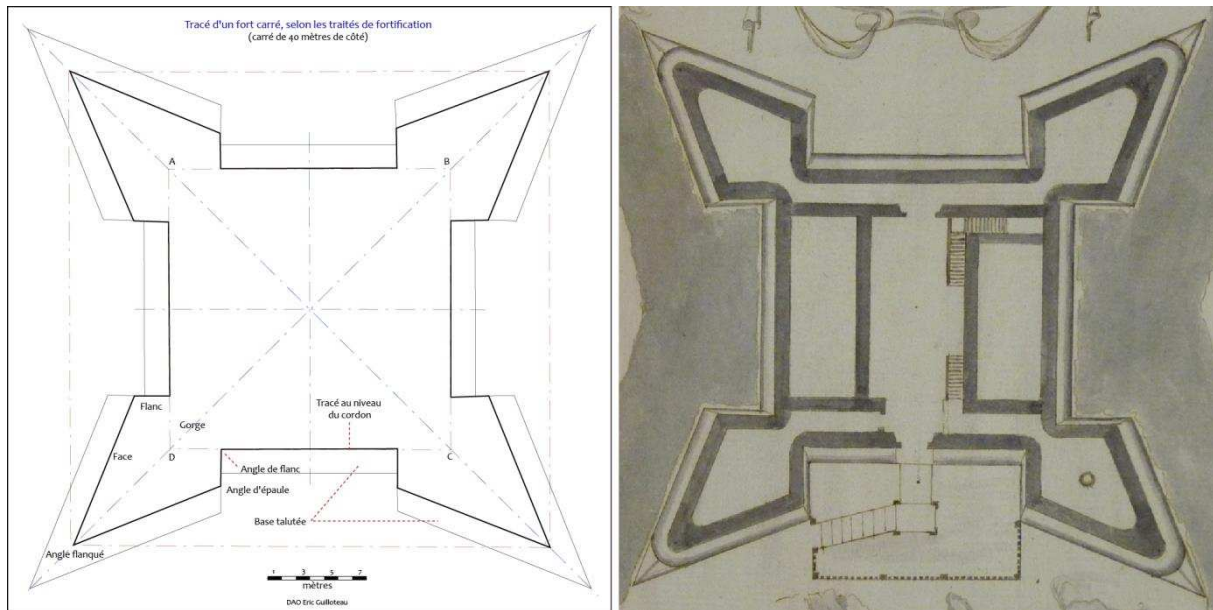 Tracé d'un fort carré, selon les traités de fortification
(carré de 40 mètres de côté)
A
B
Flanc
Gorge
Tracé au niveau
du cordon
Face
D
C
Angle de flanc
Angle d'épaule
Base talutée
Angle flanqué
1 3 5 7
mètres
DAO Eric Guilloteau